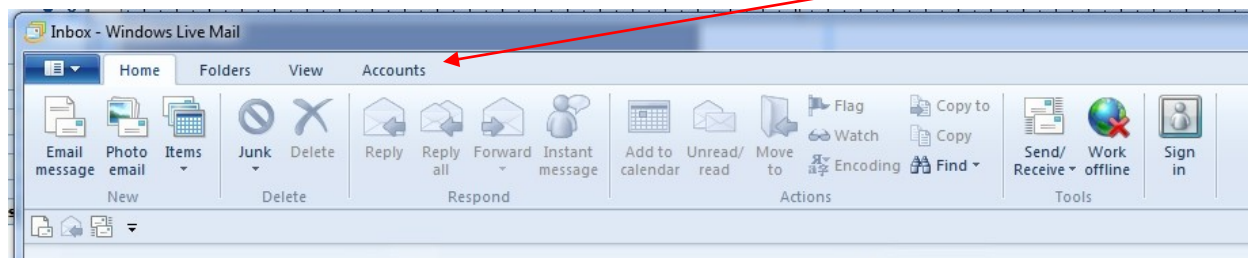 Inbox - Windows Live Mail
Home Folders View Accounts
Flag Copy to
Watch Copy
Encoding Find
Email message Photo email Items Junk Delete Reply Reply all Forward Instant message Add to calendar Unread/ read Move to Send/ Receive Work offline Sign in
New Delete Respond Actions Tools